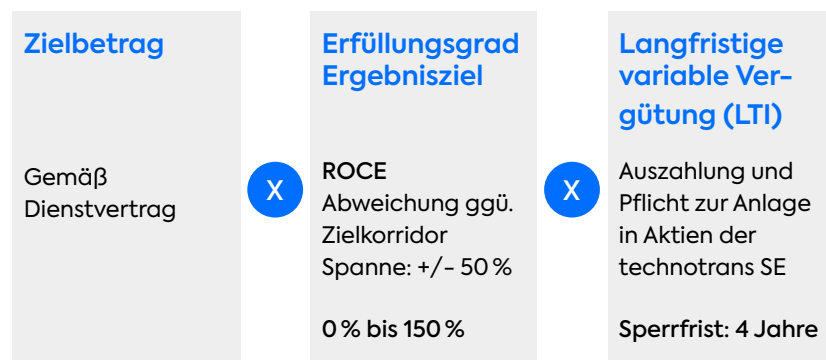 Zielbetrag
Gemäß
Dienstvertrag
X
Erfüllungsgrad
Ergebnisziel
ROCE
Abweichung ggü.
Zielkorridor
Spanne: +/- 50 %
0 % bis 150 %
X
Langfristige
variable Ver-
gütung (LTI)
Auszahlung und
Pflicht zur Anlage
in Aktien der
technotrans SE
Sperrfrist: 4 Jahre